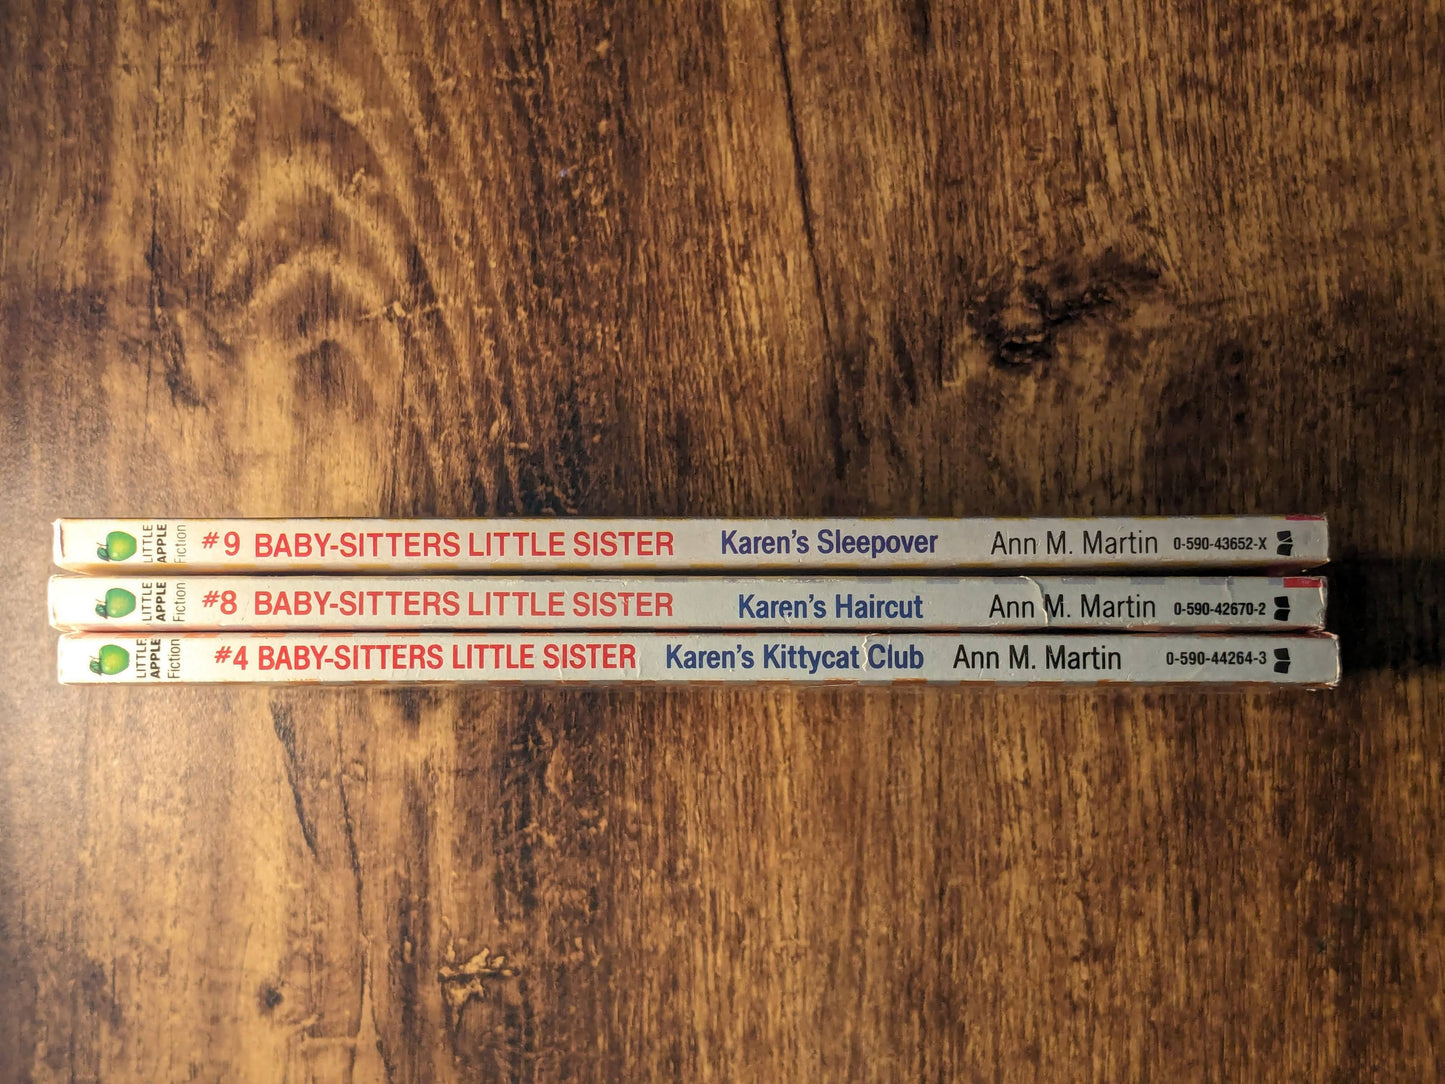 LITTLE APPLE Fiction #9 BABY-SITTERS LITTLE SISTER Karen's Sleepover Ann M. Martin 0-590-43652-X
LITTLE APPLE Fiction #8 BABY-SITTERS LITTLE SISTER Karen's Haircut Ann M. Martin 0-590-42670-2
LITTLE APPLE Fiction #4 BABY-SITTERS LITTLE SISTER Karen's Kittycat Club Ann M. Martin 0-590-44264-3